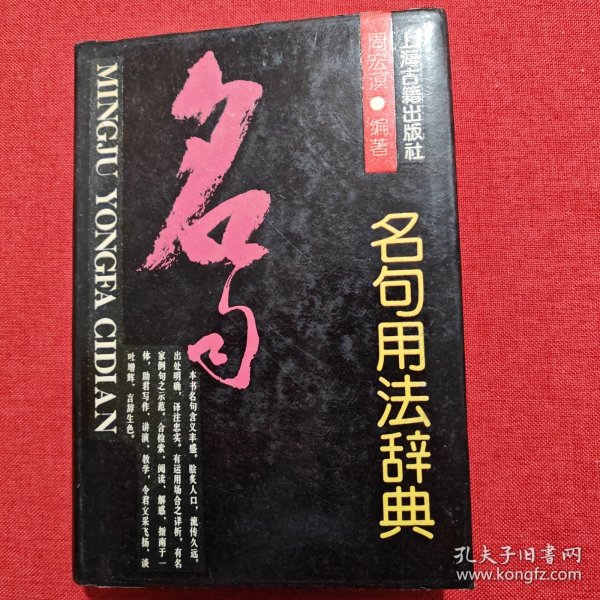 上海古籍出版社
周宏溟·编著
名句用法辞典
名句
MINGJU YONGFA CIDIAN
本书名句含义丰盛，脍炙人口，流传久远。
出处明确，译注忠实。有运用场合之详析，有名
家例句之示范。合检索、阅读、解惑、指南于一
体，助君写作、讲演、教学，令君文采飞扬、谈
吐增辉、言辞生色。
孔夫子旧书网
www.kongfz.com